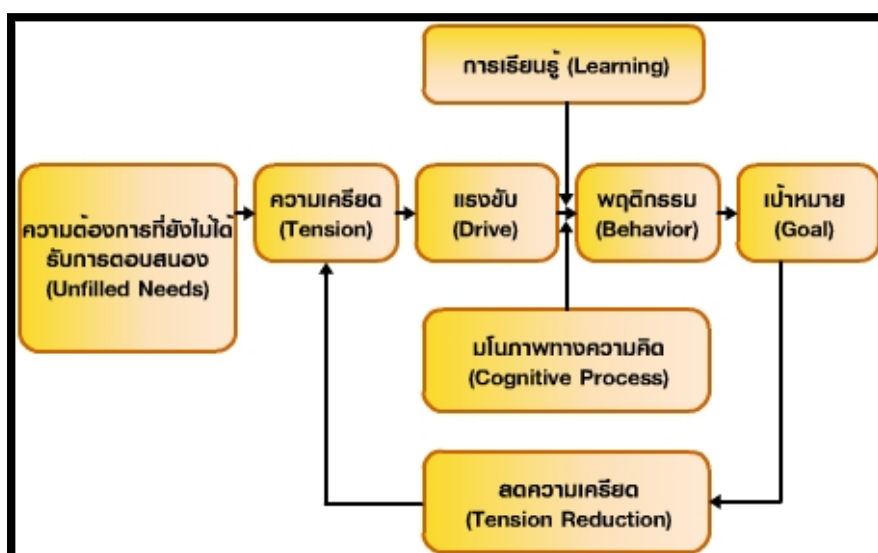 การเรียนรู้ (Learning)
ความต้องการที่ยังไม่ได้
รับการตอบสนอง
(Unfilled Needs)
ความเครียด
(Tension)
แรงขับ
(Drive)
พฤติกรรม
(Behavior)
เป้าหมาย
(Goal)
มโนภาพทางความคิด
(Cognitive Process)
ลดความเครียด
(Tension Reduction)